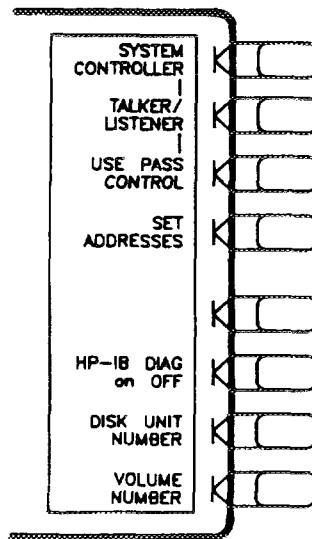 SYSTEM
CONTROLLER
TALKER/
LISTENER
USE PASS
CONTROL
SET
ADDRESSES
HP-IB DIAG
on OFF
DISK UNIT
NUMBER
VOLUME
NUMBER